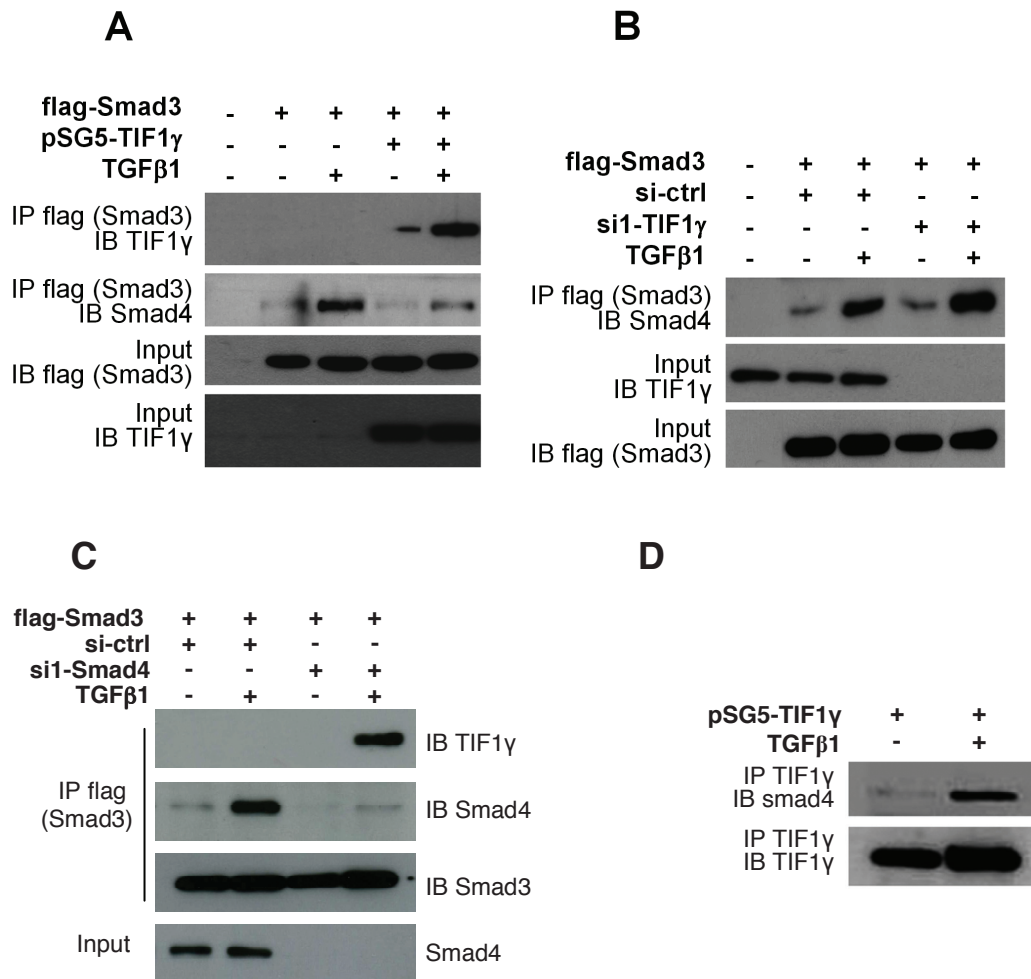 A
flag-Smad3 - + + + +
pSG5-TIF1γ - - - + +
TGFβ1 - - + - +
IP flag (Smad3)
IB TIF1γ
IP flag (Smad3)
IB Smad4
Input
IB flag (Smad3)
Input
IB TIF1γ
B
flag-Smad3 - + + + +
si-ctrl - + + - -
si1-TIF1γ - - - + +
TGFβ1 - - + - +
IP flag (Smad3)
IB Smad4
Input
IB TIF1γ
Input
IB flag (Smad3)
C
flag-Smad3 + + + +
si-ctrl + + - -
si1-Smad4 - - + +
TGFβ1 - + - +
IP flag
(Smad3)
IB TIF1γ
IB Smad4
IB Smad3
Input
Smad4
D
pSG5-TIF1γ + +
TGFβ1 - +
IP TIF1γ
IB smad4
IP TIF1γ
IB TIF1γ